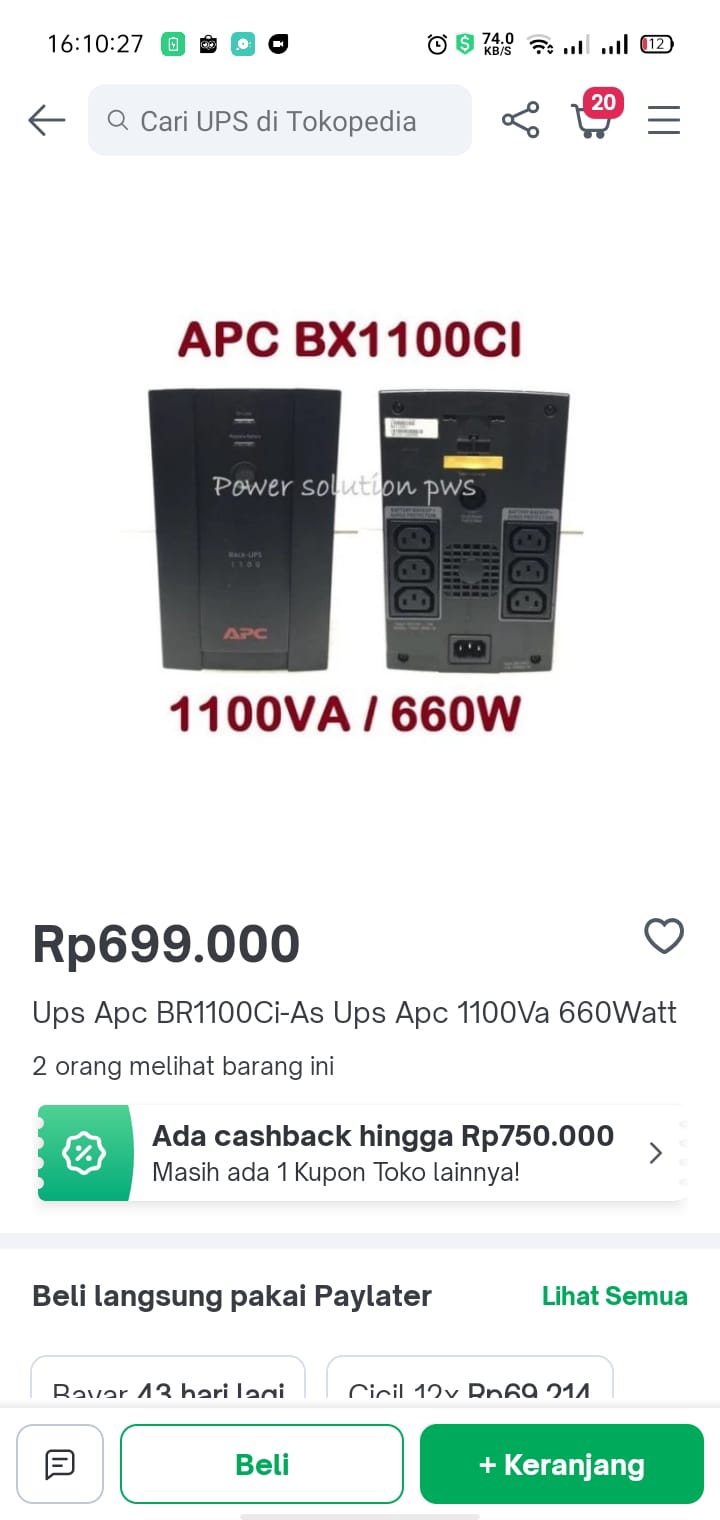 16:10:27
74.0
KB/S
12
Cari UPS di Tokopedia
20
APC BX1100CI
Power solution pws
Back-UPS
1100
APC
1100VA / 660W
Rp699.000
Ups Apc BR1100Ci-As Ups Apc 1100Va 660Watt
2 orang melihat barang ini
Ada cashback hingga Rp750.000
Masih ada 1 Kupon Toko lainnya!
Beli langsung pakai Paylater
Lihat Semua
Bayar 43 hari lagi
Cicil 12x Rp69.214
Beli
+ Keranjang